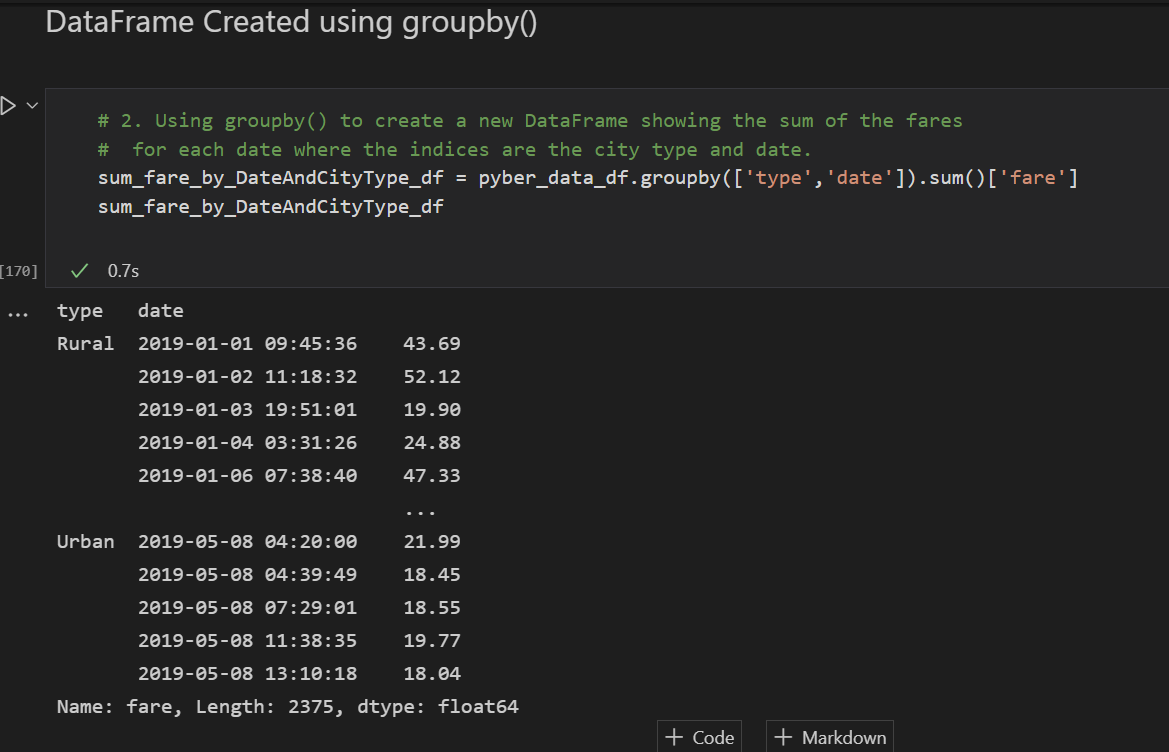 DataFrame Created using groupby()
# 2. Using groupby() to create a new DataFrame showing the sum of the fares
#  for each date where the indices are the city type and date.
sum_fare_by_DateAndCityType_df = pyber_data_df.groupby(['type','date']).sum()['fare']
sum_fare_by_DateAndCityType_df
[170] ✓ 0.7s
... type date
Rural 2019-01-01 09:45:36 43.69
2019-01-02 11:18:32 52.12
2019-01-03 19:51:01 19.90
2019-01-04 03:31:26 24.88
2019-01-06 07:38:40 47.33
...
Urban 2019-05-08 04:20:00 21.99
2019-05-08 04:39:49 18.45
2019-05-08 07:29:01 18.55
2019-05-08 11:38:35 19.77
2019-05-08 13:10:18 18.04
Name: fare, Length: 2375, dtype: float64
+ Code + Markdown